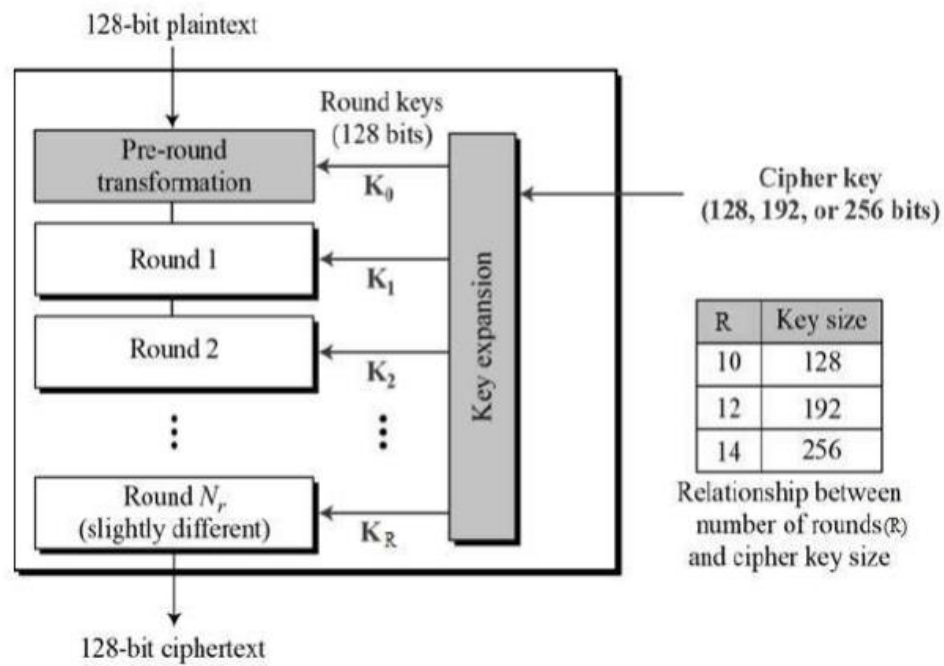 128-bit plaintext
Round keys
(128 bits)
Pre-round
transformation
K₀
Cipher key
(128, 192, or 256 bits)
Round 1
K₁
Round 2
K₂
Key expansion
R Key size
10 128
12 192
14 256
Relationship between
number of rounds(R)
and cipher key size
⋮ ⋮
Round Nᵣ
(slightly different)
K_R
128-bit ciphertext